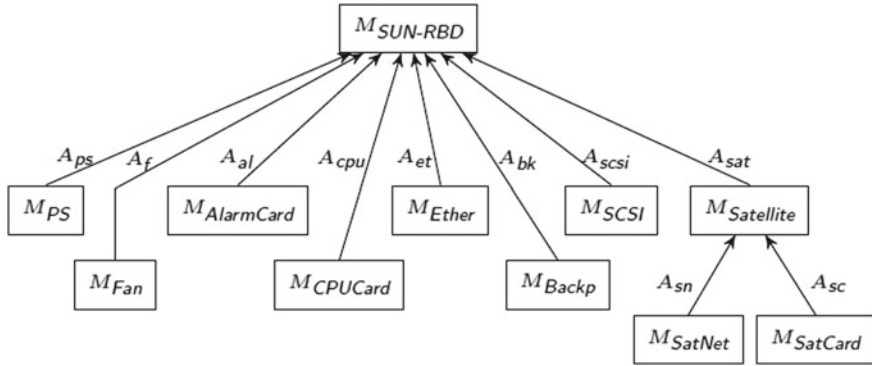 M_SUN-RBD
A_ps A_f A_al A_cpu A_et A_bk A_scsi A_sat
M_PS M_AlarmCard M_Ether M_SCSI M_Satellite
M_Fan M_CPUCard M_Backp A_sn A_sc
M_SatNet M_SatCard